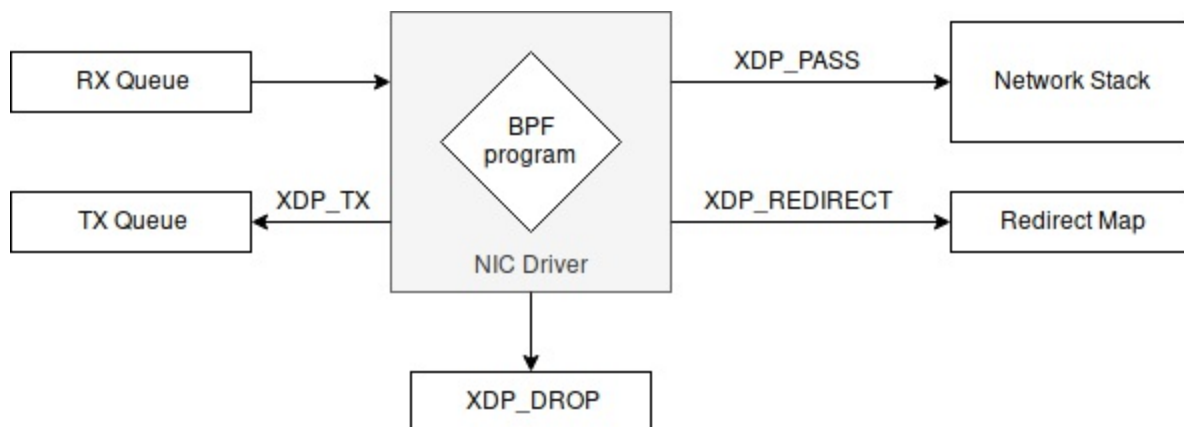 RX Queue
BPF
program
NIC Driver
XDP_PASS
Network Stack
TX Queue
XDP_TX
XDP_REDIRECT
Redirect Map
XDP_DROP